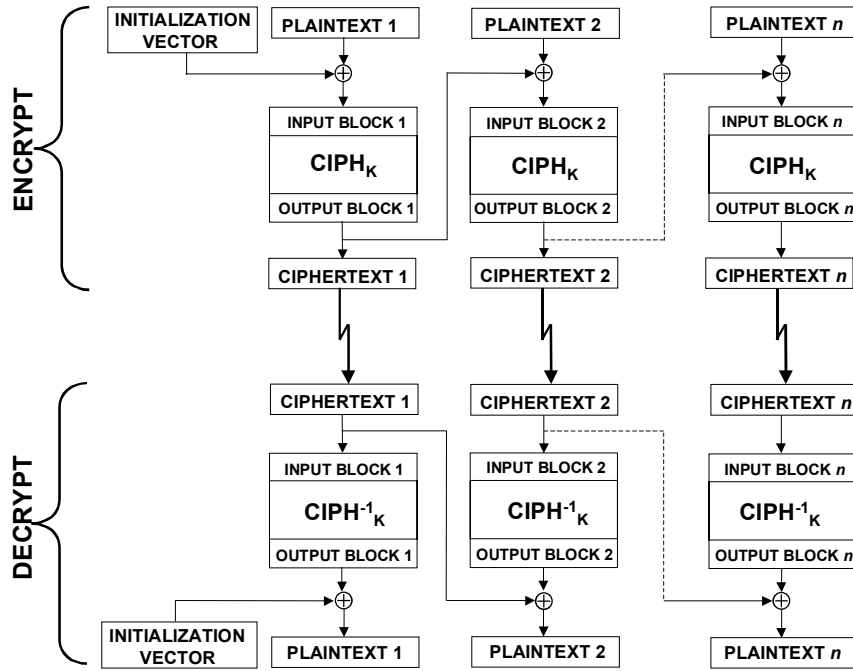 INITIALIZATION
VECTOR
PLAINTEXT 1
PLAINTEXT 2
PLAINTEXT n
ENCRYPT
INPUT BLOCK 1
INPUT BLOCK 2
INPUT BLOCK n
CIPHK
CIPHK
CIPHK
OUTPUT BLOCK 1
OUTPUT BLOCK 2
OUTPUT BLOCK n
CIPHERTEXT 1
CIPHERTEXT 2
CIPHERTEXT n
DECRYPT
CIPHERTEXT 1
CIPHERTEXT 2
CIPHERTEXT n
INPUT BLOCK 1
INPUT BLOCK 2
INPUT BLOCK n
CIPH-1K
CIPH-1K
CIPH-1K
OUTPUT BLOCK 1
OUTPUT BLOCK 2
OUTPUT BLOCK n
INITIALIZATION
VECTOR
PLAINTEXT 1
PLAINTEXT 2
PLAINTEXT n